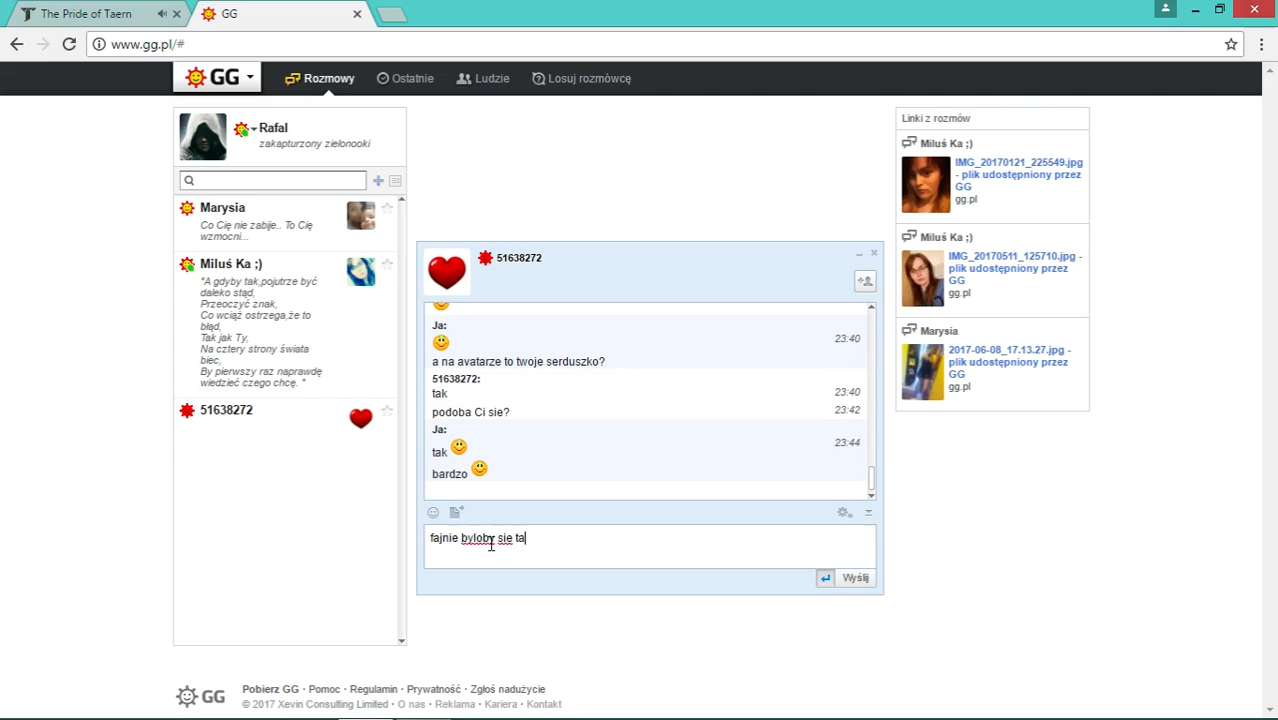 The Pride of Taern
GG
www.gg.pl/#
GG
Rozmowy
Ostatnie
Ludzie
Losuj rozmówcę
Rafal
zakapturzony zielonooki
Marysia
Co Cię nie zabije.. To Cię
wzmocni...
Miluś Ka ;)
"A gdyby tak,pojutrze być
daleko stąd,
Przeoczyć znak,
Co wciąż ostrzega,że to
błąd,
Tak jak Ty,
Na cztery strony świata
biec,
By pierwszy raz naprawdę
wiedzieć czego chcę. "
51638272
51638272
Ja:
23:40
a na avatarze to twoje serduszko?
51638272:
tak
23:40
podoba Ci sie?
23:42
Ja:
tak
23:44
bardzo
fajnie byloby sie ta
Wyślij
Linki z rozmów
Miluś Ka ;)
IMG_20170121_225549.jpg
- plik udostępniony przez
GG
gg.pl
Miluś Ka ;)
IMG_20170511_125710.jpg -
plik udostępniony przez
GG
gg.pl
Marysia
2017-06-08_17.13.27.jpg -
plik udostępniony przez
GG
gg.pl
GG
Pobierz GG · Pomoc · Regulamin · Prywatność · Zgłoś nadużycie
© 2017 Xevin Consulting Limited · O nas · Reklama · Kariera · Kontakt